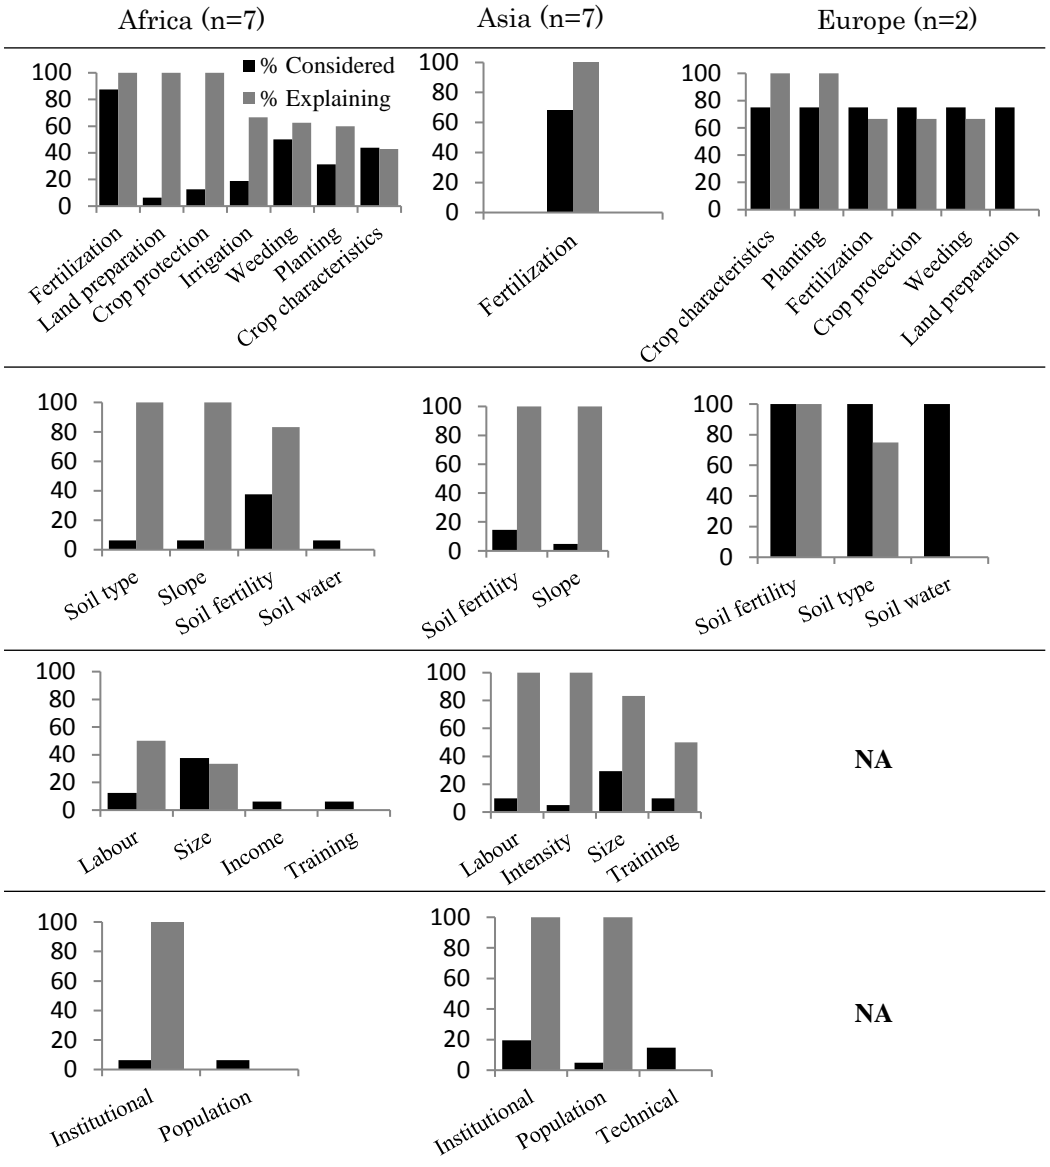 Africa (n=7) Asia (n=7) Europe (n=2)
% Considered
% Explaining
100
80
60
40
20
0
Fertilization
Land preparation
Crop protection
Irrigation
Weeding
Planting
Crop characteristics
100
80
60
40
20
0
Fertilization
100
80
60
40
20
0
Crop characteristics
Planting
Fertilization
Crop protection
Weeding
Land preparation
100
80
60
40
20
0
Soil type
Slope
Soil fertility
Soil water
100
80
60
40
20
0
Soil fertility
Slope
100
80
60
40
20
0
Soil fertility
Soil type
Soil water
100
80
60
40
20
0
Labour
Size
Income
Training
100
80
60
40
20
0
Labour
Intensity
Size
Training
NA
100
80
60
40
20
0
Institutional
Population
100
80
60
40
20
0
Institutional
Population
Technical
NA